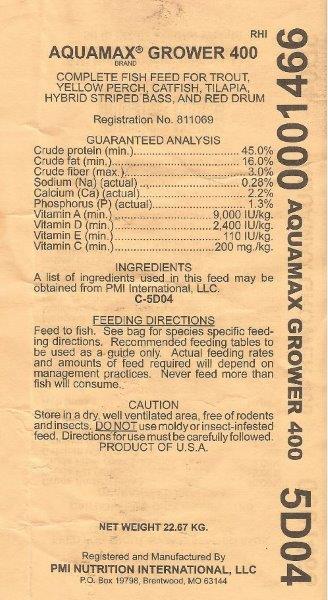 RHI
AQUAMAX® GROWER 400
BRAND
COMPLETE FISH FEED FOR TROUT,
YELLOW PERCH, CATFISH, TILAPIA,
HYBRID STRIPED BASS, AND RED DRUM
Registration No. 811069
GUARANTEED ANALYSIS
Crude protein (min.)..............................45.0%
Crude fat (min.).....................................16.0%
Crude fiber (max.)...................................3.0%
Sodium (Na) (actual)..............................0.28%
Calcium (Ca) (actual)...............................2.2%
Phosphorus (P) (actual)...........................1.3%
Vitamin A (min.)...........................9,000 IU/kg.
Vitamin D (min.)...........................2,400 IU/kg.
Vitamin E (min.)..............................110 IU/kg.
Vitamin C (min.)............................200 mg./kg.
INGREDIENTS
A list of ingredients used in this feed may be
obtained from PMI International, LLC.
C-5D04
FEEDING DIRECTIONS
Feed to fish. See bag for species specific feed-
ing directions. Recommended feeding tables to
be used as a guide only. Actual feeding rates
and amounts of feed required will depend on
management practices. Never feed more than
fish will consume.
CAUTION
Store in a dry, well ventilated area, free of rodents
and insects. DO NOT use moldy or insect-infested
feed. Directions for use must be carefully followed.
PRODUCT OF U.S.A.
NET WEIGHT 22.67 KG.
Registered and Manufactured By
PMI NUTRITION INTERNATIONAL, LLC
P.O. Box 19798, Brentwood, MO 63144
0001466 AQUAMAX GROWER 400 5D04